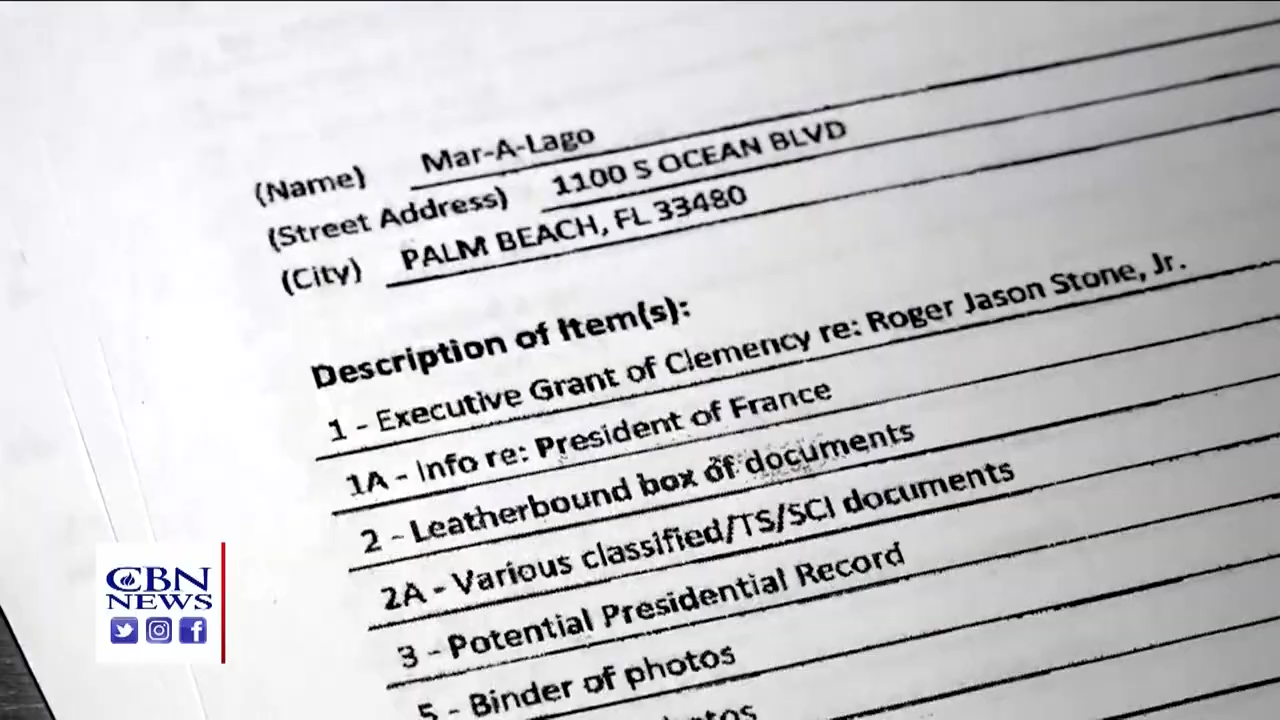 (Name) Mar-A-Lago
(Street Address) 1100 S OCEAN BLVD
(City) PALM BEACH, FL 33480
Description of Item(s):
1 - Executive Grant of Clemency re: Roger Jason Stone, Jr.
1A - Info re: President of France
2 - Leatherbound box of documents
2A - Various classified/TS/SCI documents
3 - Potential Presidential Record
5 - Binder of photos
CBN
NEWS